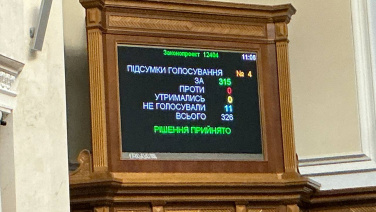 Законопроект 12404 11:08
ПІДСУМКИ ГОЛОСУВАННЯ № 4
ЗА 315
ПРОТИ 0
УТРИМАЛИСЬ 0
НЕ ГОЛОСУВАЛИ 11
ВСЬОГО 326
РІШЕННЯ ПРИЙНЯТО